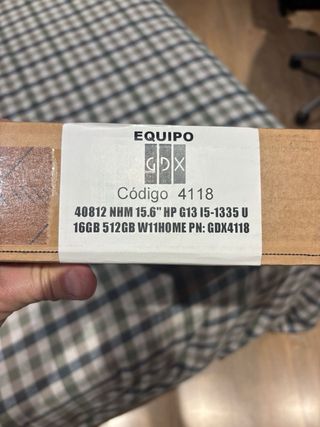 EQUIPO
GDX
Código 4118
40812 NHM 15.6" HP G13 I5-1335 U
16GB 512GB W11HOME PN: GDX4118